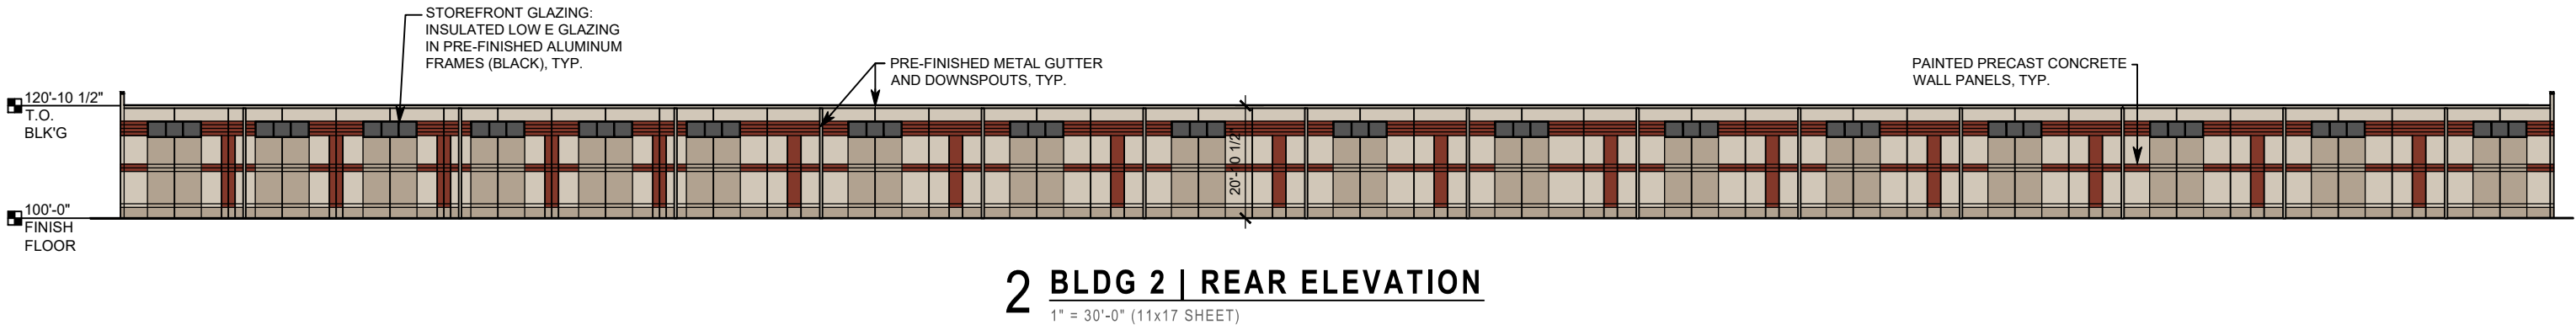 STOREFRONT GLAZING:
INSULATED LOW E GLAZING
IN PRE-FINISHED ALUMINUM
FRAMES (BLACK), TYP.
PRE-FINISHED METAL GUTTER
AND DOWNSPOUTS, TYP.
PAINTED PRECAST CONCRETE
WALL PANELS, TYP.
120'-10 1/2"
T.O.
BLK'G
20'-10 1/2"
100'-0"
FINISH
FLOOR
2 BLDG 2 | REAR ELEVATION
1" = 30'-0" (11x17 SHEET)